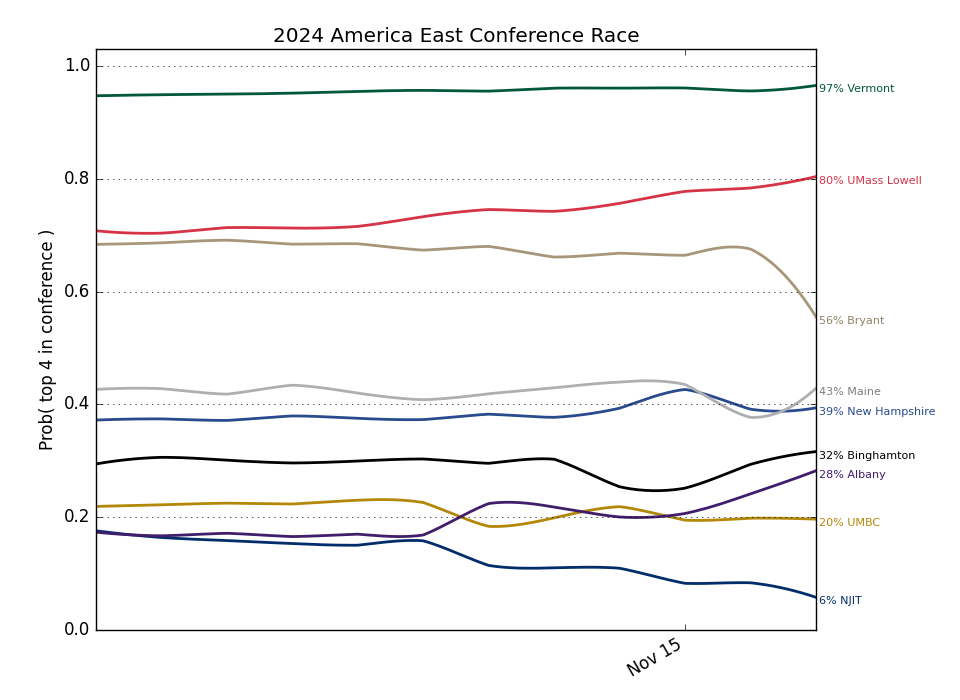 2024 America East Conference Race
Prob( top 4 in conference )
1.0
0.8
0.6
0.4
0.2
0.0
97% Vermont
80% UMass Lowell
56% Bryant
43% Maine
39% New Hampshire
32% Binghamton
28% Albany
20% UMBC
6% NJIT
Nov 15